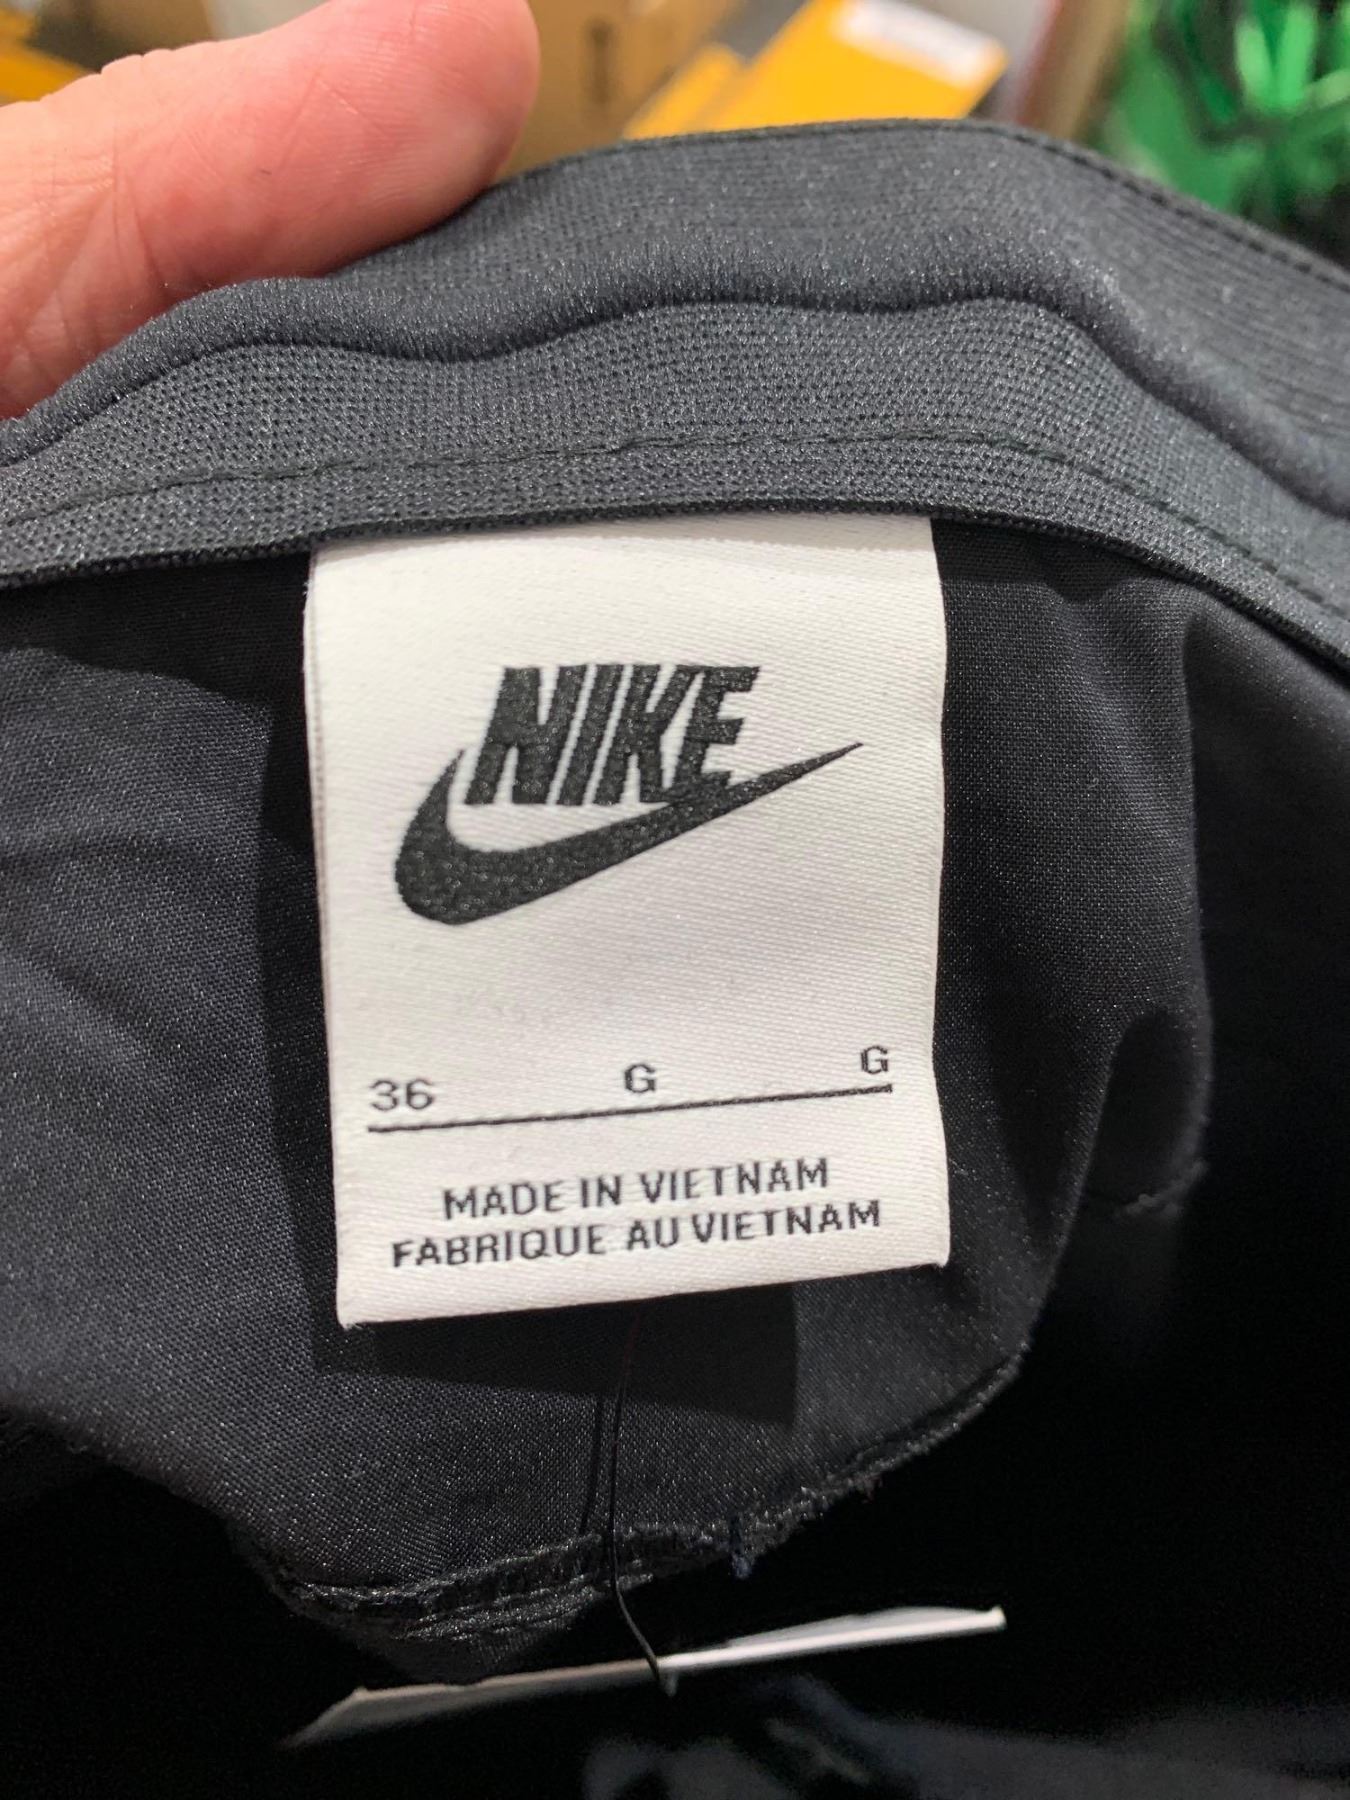 NIKE
36 G G
MADE IN VIETNAM
FABRIQUE AU VIETNAM